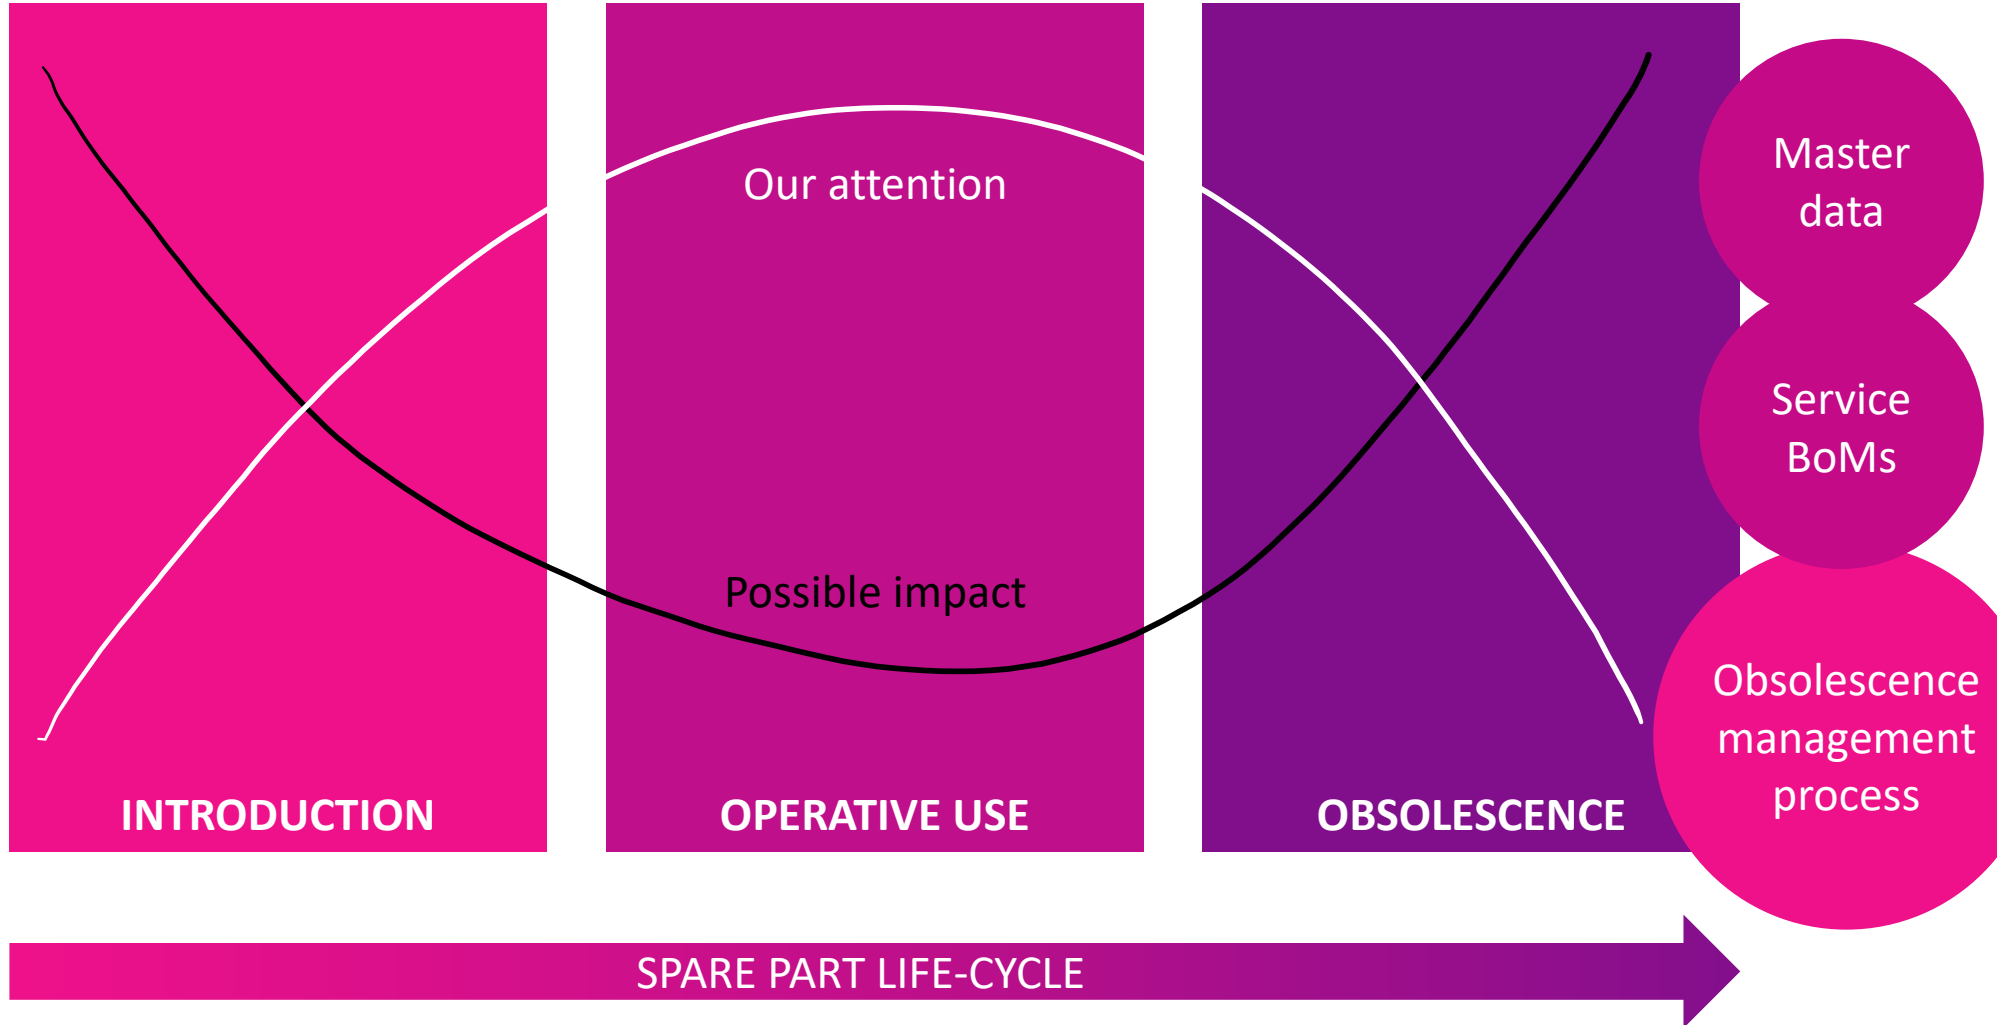 Our attention
Possible impact
INTRODUCTION
OPERATIVE USE
OBSOLESCENCE
Master
data
Service
BoMs
Obsolescence
management
process
SPARE PART LIFE-CYCLE